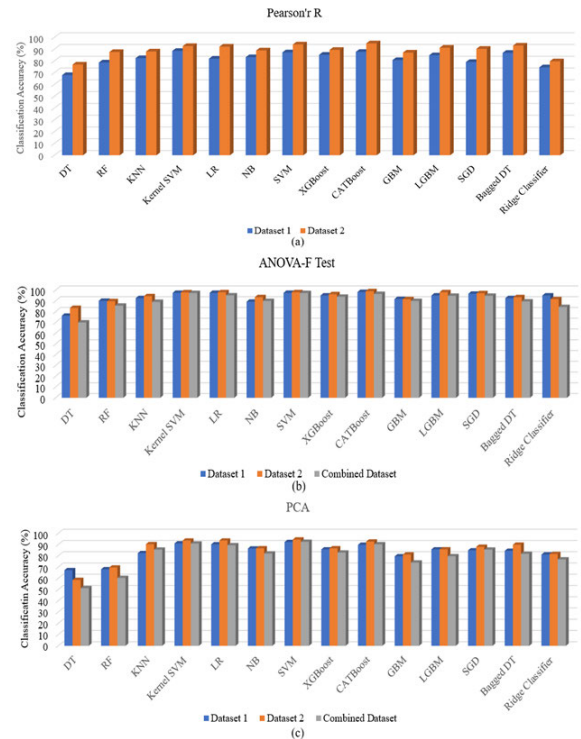 Pearson'r R
Classification Accuracy (%)
100
90
80
70
60
50
40
30
20
10
0
DT
RF
KNN
Kernel SVM
LR
NB
SVM
XGBoost
CATBoost
GBM
LGBM
SGD
Bagged DT
Ridge Classifier
Dataset 1 Dataset 2
(a)
ANOVA-F Test
Classification Accuracy (%)
100
90
80
70
60
50
40
30
20
10
0
DT
RF
KNN
Kernel SVM
LR
NB
SVM
XGBoost
CATBoost
GBM
LGBM
SGD
Bagged DT
Ridge Classifier
Dataset 1 Dataset 2 Combined Dataset
(b)
PCA
Classificatin Accuracy (%)
100
90
80
70
60
50
40
30
20
10
0
DT
RF
KNN
Kernel SVM
LR
NB
SVM
XGBoost
CATBoost
GBM
LGBM
SGD
Bagged DT
Ridge Classifier
Dataset 1 Dataset 2 Combined Dataset
(c)